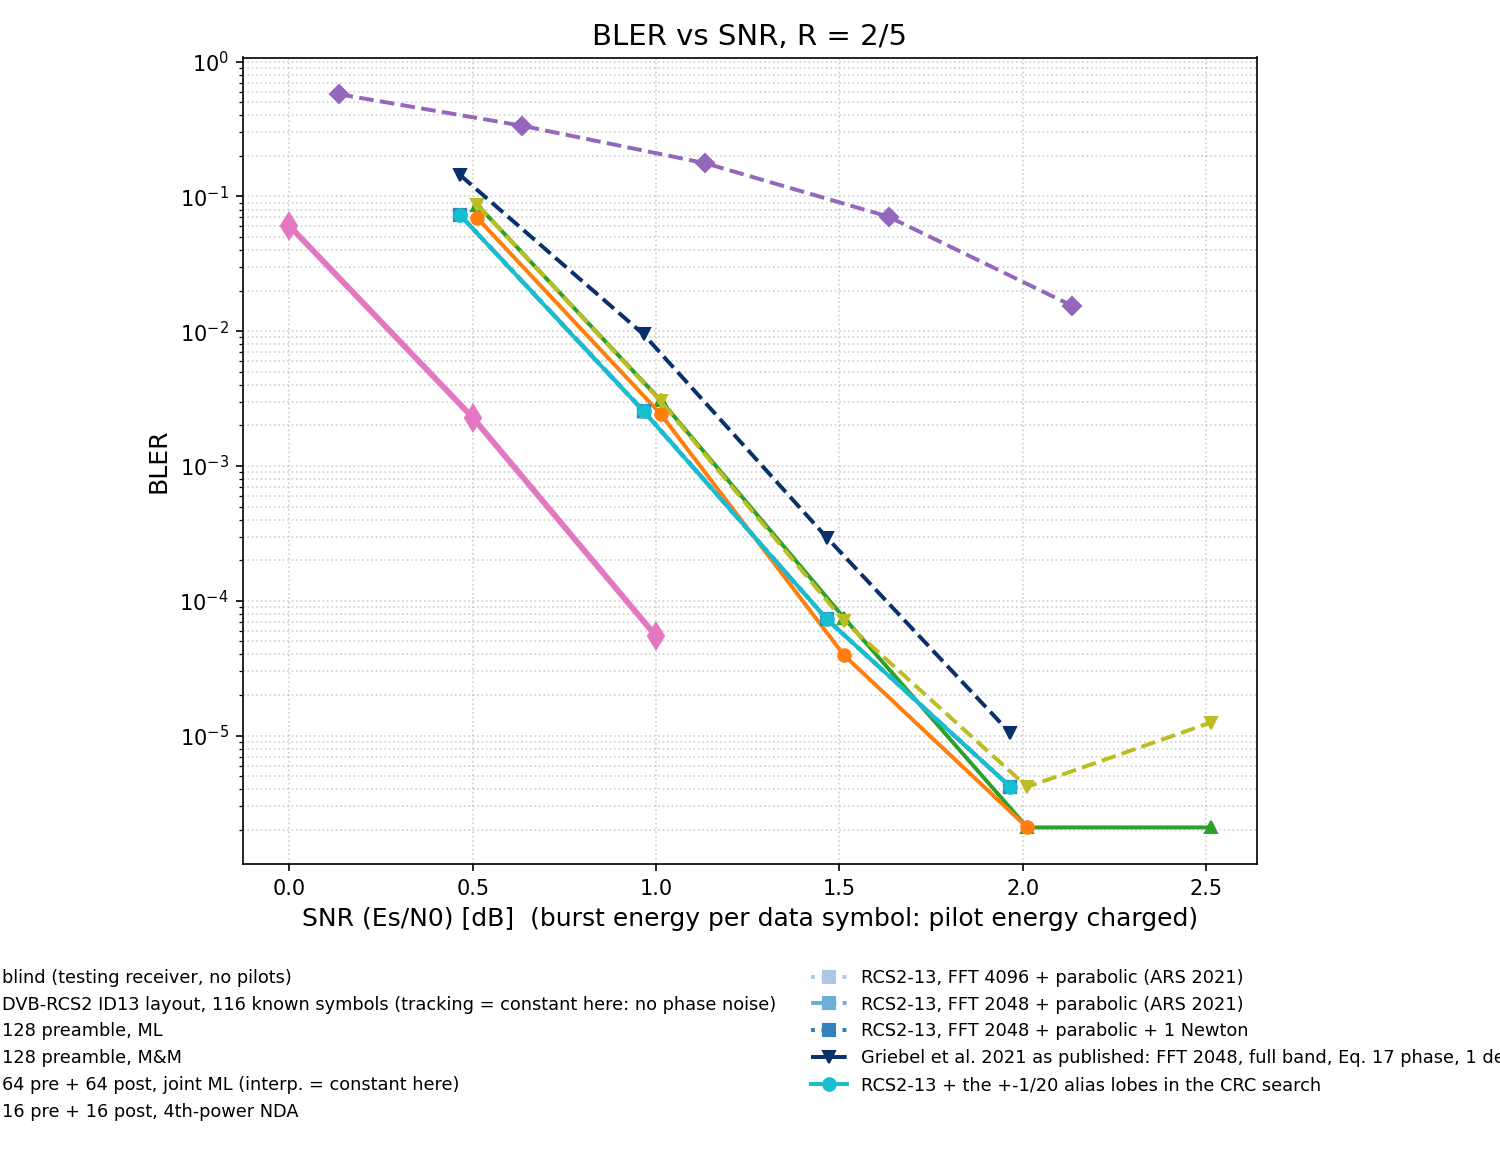 BLER vs SNR, R = 2/5
10⁰
10⁻¹
10⁻²
10⁻³
10⁻⁴
10⁻⁵
BLER
0.0 0.5 1.0 1.5 2.0 2.5
SNR (Es/N0) [dB]  (burst energy per data symbol: pilot energy charged)
blind (testing receiver, no pilots)
DVB-RCS2 ID13 layout, 116 known symbols (tracking = constant here: no phase noise)
128 preamble, ML
128 preamble, M&M
64 pre + 64 post, joint ML (interp. = constant here)
16 pre + 16 post, 4th-power NDA
RCS2-13, FFT 4096 + parabolic (ARS 2021)
RCS2-13, FFT 2048 + parabolic (ARS 2021)
RCS2-13, FFT 2048 + parabolic + 1 Newton
Griebel et al. 2021 as published: FFT 2048, full band, Eq. 17 phase, 1
RCS2-13 + the +-1/20 alias lobes in the CRC search